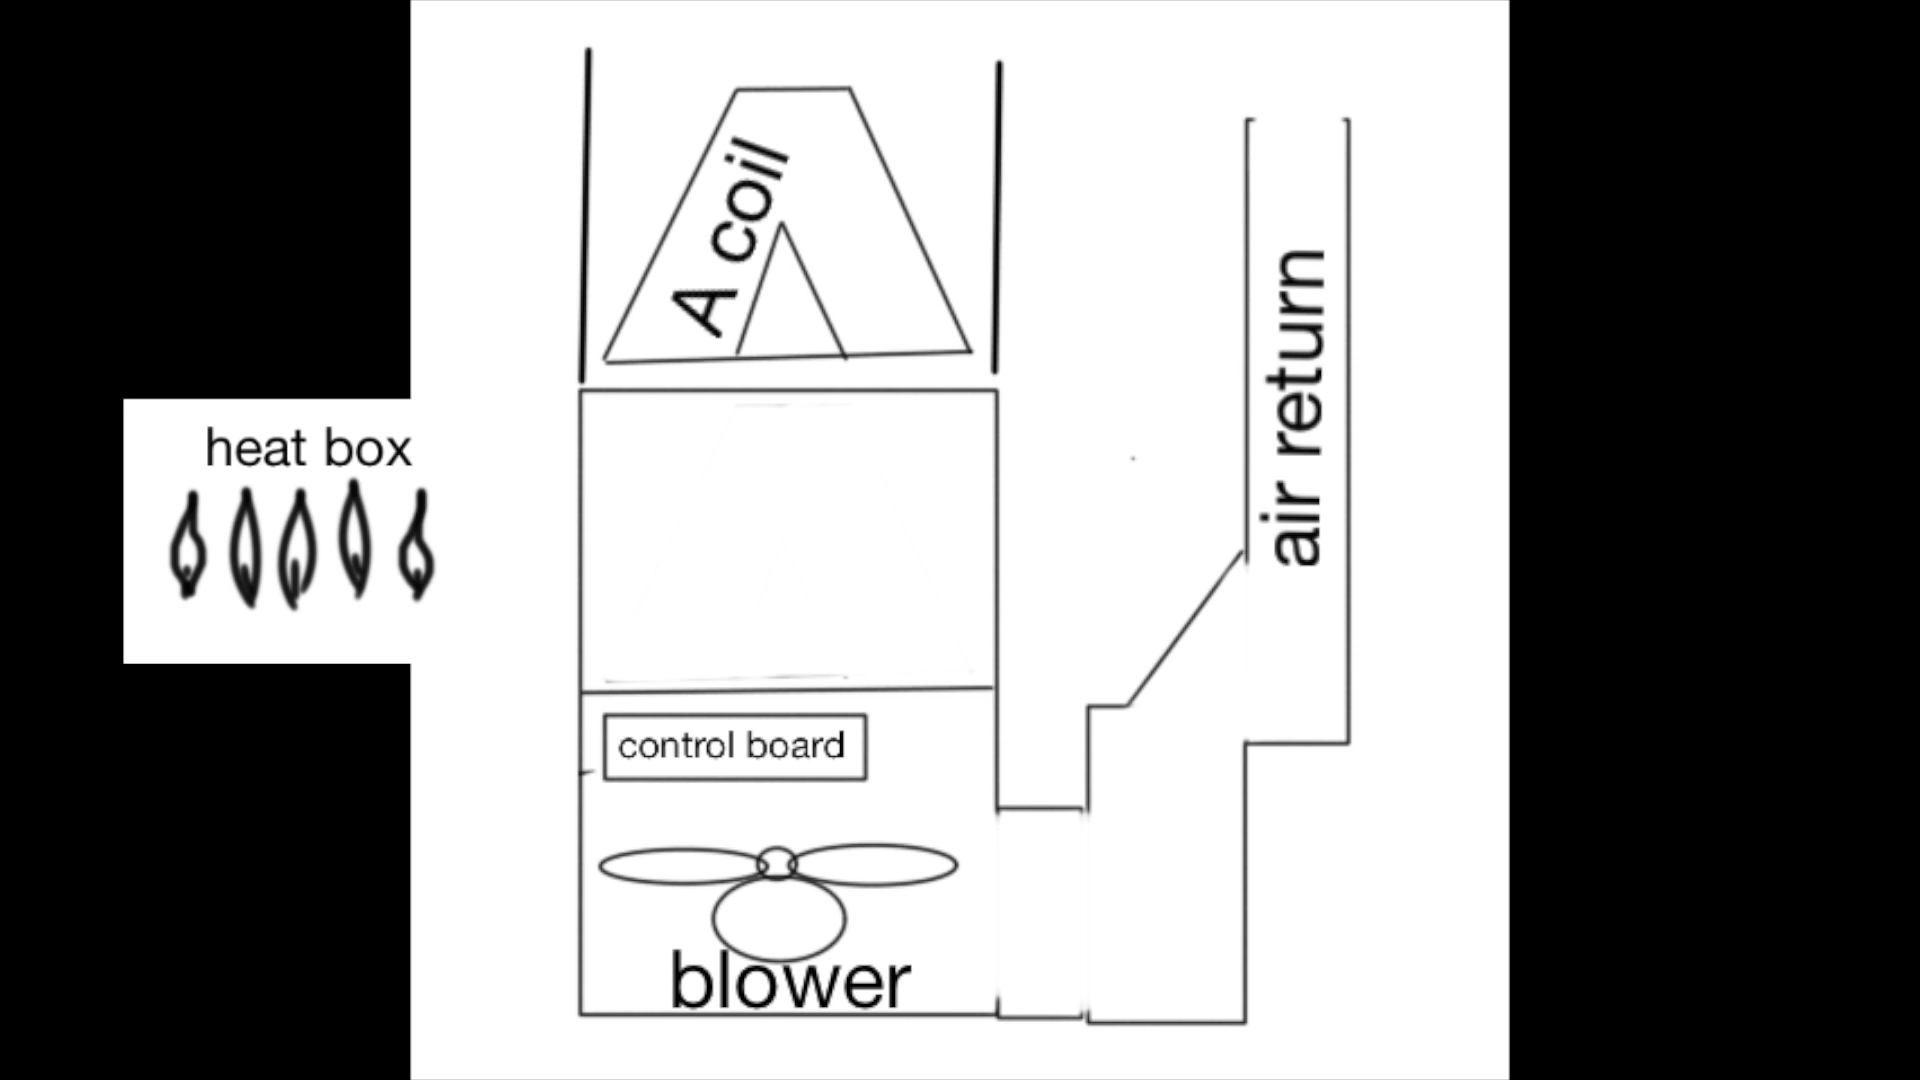 A coil
air return
heat box
control board
blower